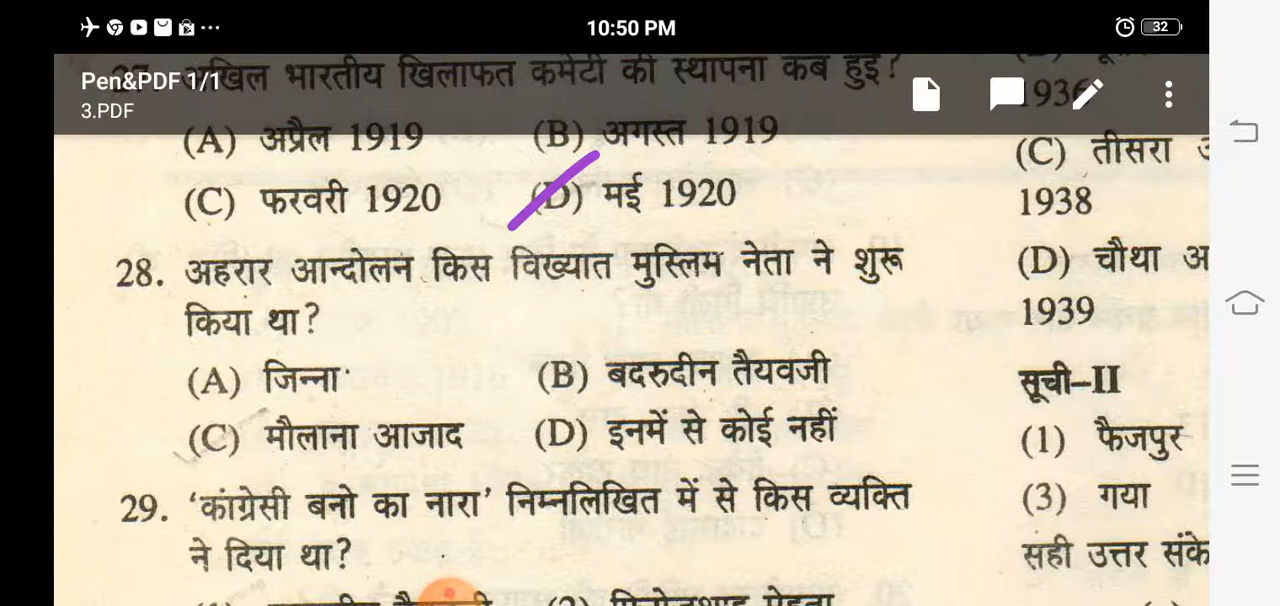 10:50 PM
32
Pen&PDF 1/1
3.PDF
27. अखिल भारतीय खिलाफत कमेटी की स्थापना कब हुई?
(A) अप्रैल 1919 (B) अगस्त 1919
(C) फरवरी 1920 (D) मई 1920
28. अहरार आन्दोलन किस विख्यात मुस्लिम नेता ने शुरू
किया था?
(A) जिन्ना (B) बदरुदीन तैयवजी
(C) मौलाना आजाद (D) इनमें से कोई नहीं
29. ‘कांग्रेसी बनो का नारा’ निम्नलिखित में से किस व्यक्ति
ने दिया था?
1936
(C) तीसरा
1938
(D) चौथा अ
1939
सूची–II
(1) फैजपुर
(3) गया
सही उत्तर संके